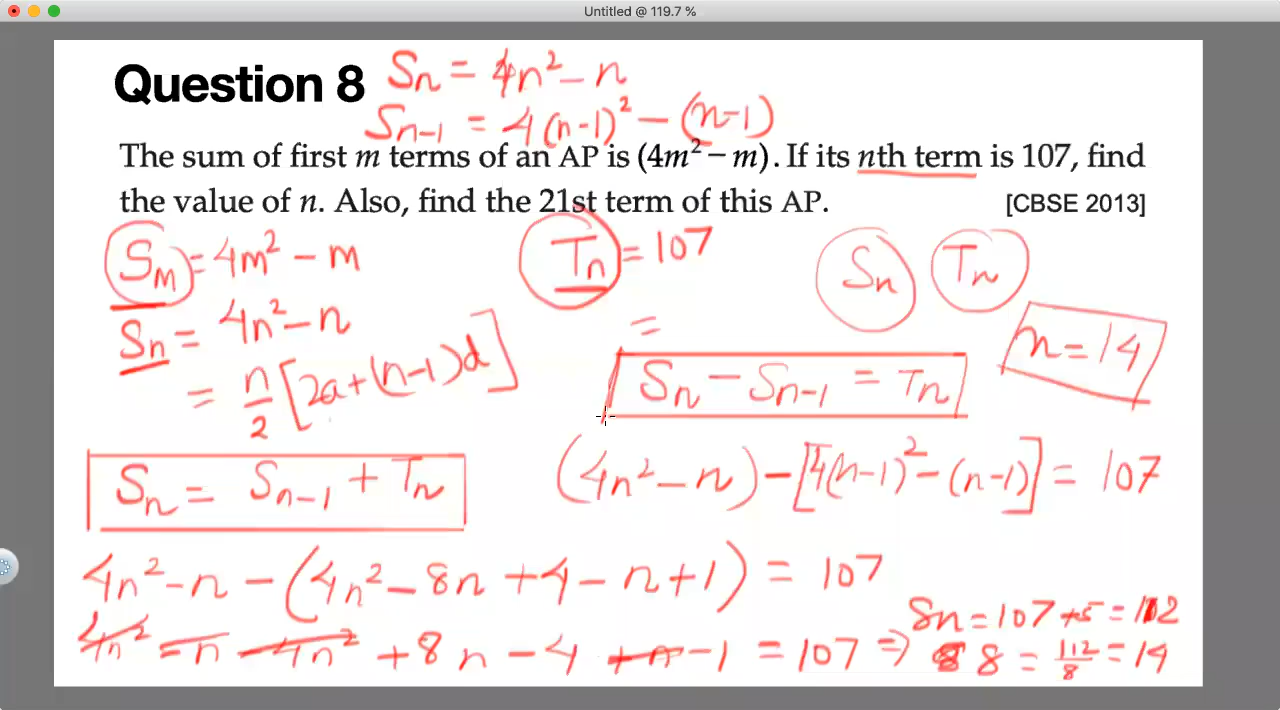 Untitled @ 119.7 %
Question 8
Sn = 4n² – n
Sn-1 = 4(n-1)² – (n-1)
The sum of first m terms of an AP is (4m² – m). If its nth term is 107, find
the value of n. Also, find the 21st term of this AP.
[CBSE 2013]
Sm = 4m² – m
Tn = 107
Sn Tn
Sn = 4n² – n
=
n = 14
= n/2 [2a+(n-1)d]
Sn – Sn-1 = Tn
Sn = Sn-1 + Tn
(4n² – n) – [4(n-1)² – (n-1)] = 107
4n² – n – (4n² – 8n + 4 – n + 1) = 107
4n² – n – 4n² + 8n – 4 + n – 1 = 107 ⇒
8n = 107 + 5 = 112
8 = 112/8 = 14